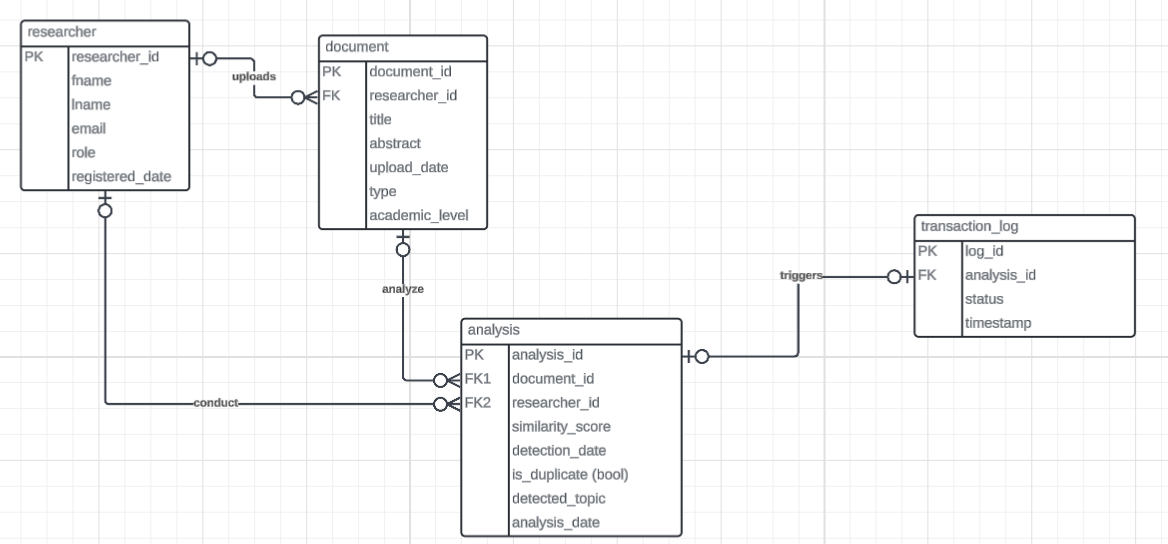 researcher
PK researcher_id
fname
lname
email
role
registered_date
uploads
document
PK document_id
FK researcher_id
title
abstract
upload_date
type
academic_level
analyze
conduct
analysis
PK analysis_id
FK1 document_id
FK2 researcher_id
similarity_score
detection_date
is_duplicate (bool)
detected_topic
analysis_date
triggers
transaction_log
PK log_id
FK analysis_id
status
timestamp